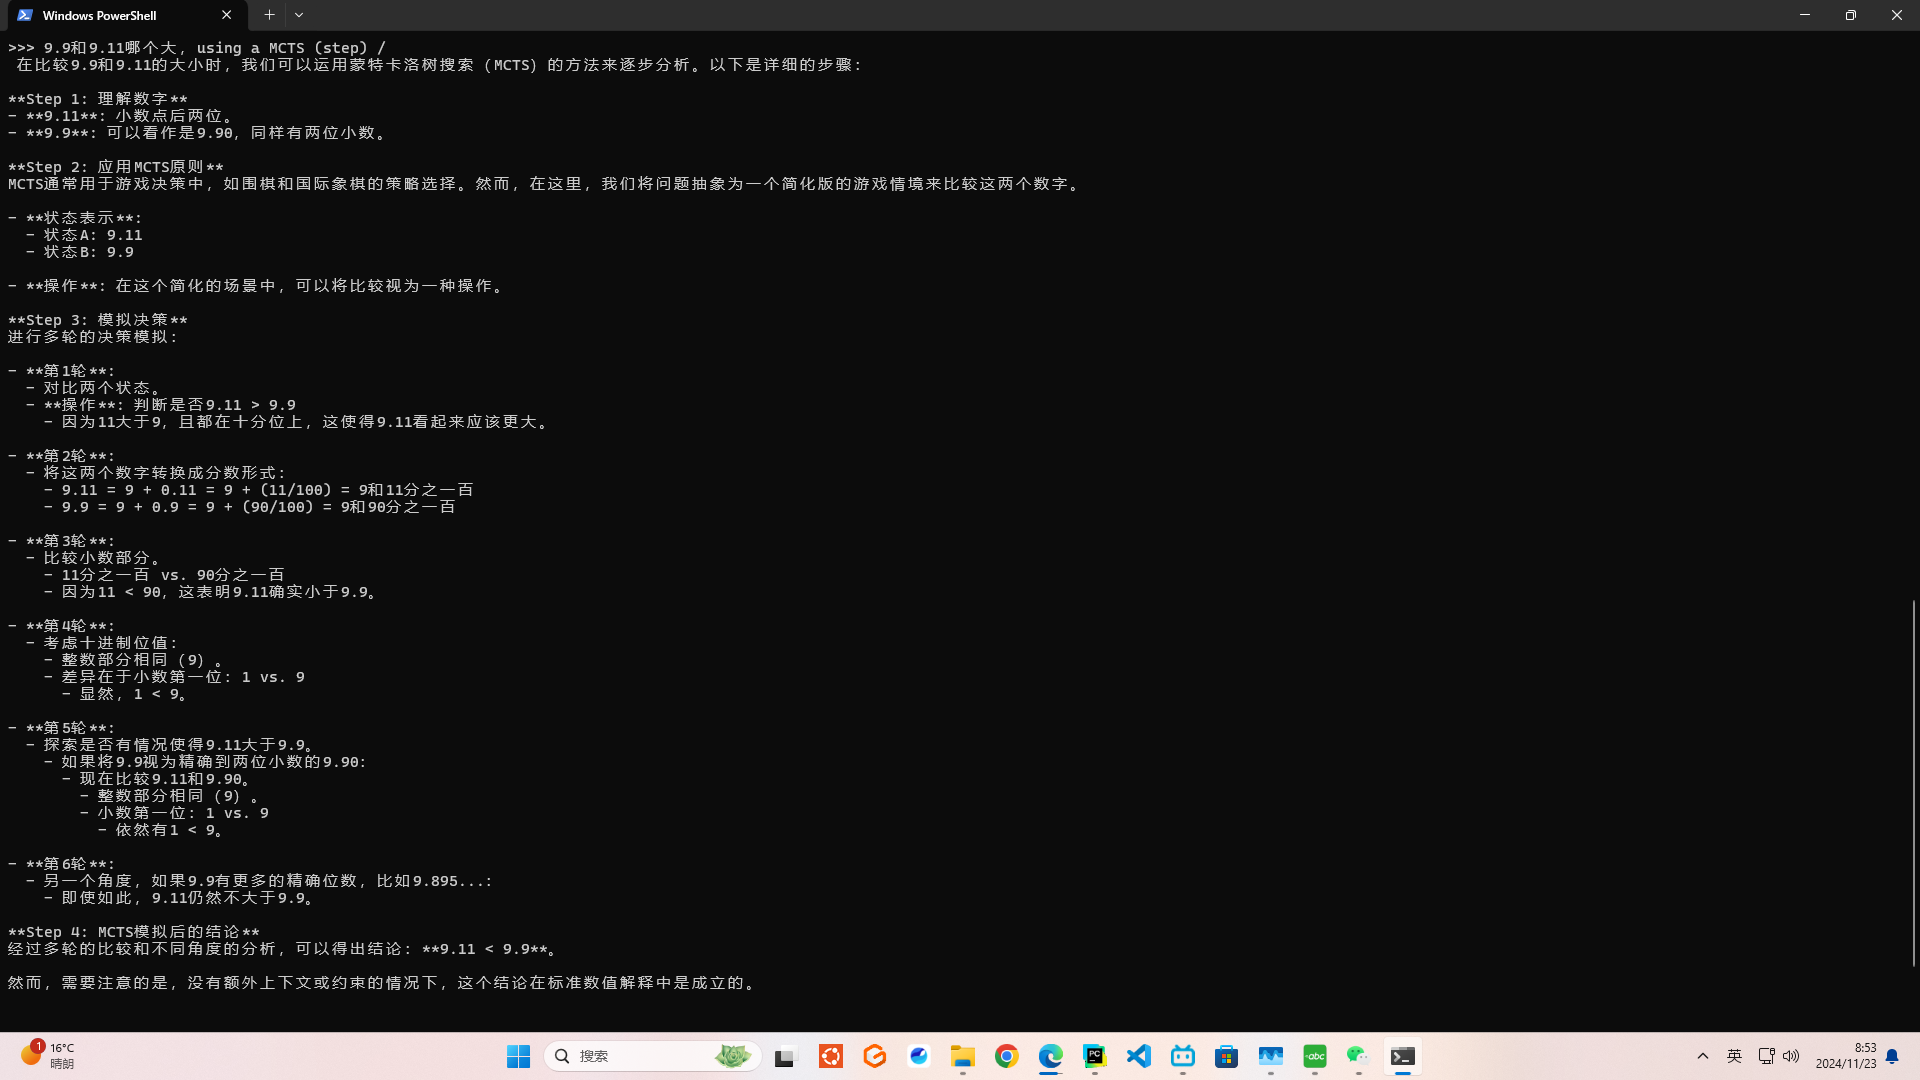 Windows PowerShell
>>> 9.9和9.11哪个大, using a MCTS (step) /
在比较9.9和9.11的大小时，我们可以运用蒙特卡洛树搜索（MCTS）的方法来逐步分析。以下是详细的步骤：
**Step 1: 理解数字**
- **9.11**: 小数点后两位。
- **9.9**: 可以看作是9.90，同样有两位小数。
**Step 2: 应用MCTS原则**
MCTS通常用于游戏决策中，如围棋和国际象棋的策略选择。然而，在这里，我们将问题抽象为一个简化版的游戏情境来比较这两个数字。
- **状态表示**:
- 状态A: 9.11
- 状态B: 9.9
- **操作**: 在这个简化的场景中，可以将比较视为一种操作。
**Step 3: 模拟决策**
进行多轮的决策模拟：
- **第1轮**:
- 对比两个状态。
- **操作**: 判断是否9.11 > 9.9
- 因为11大于9，且都在十分位上，这使得9.11看起来应该更大。
- **第2轮**:
- 将这两个数字转换成分数形式：
- 9.11 = 9 + 0.11 = 9 + (11/100) = 9和11分之一百
- 9.9 = 9 + 0.9 = 9 + (90/100) = 9和90分之一百
- **第3轮**:
- 比较小数部分。
- 11分之一百 vs. 90分之一百
- 因为11 < 90，这表明9.11确实小于9.9。
- **第4轮**:
- 考虑十进制位值：
- 整数部分相同（9）。
- 差异在于小数第一位：1 vs. 9
- 显然，1 < 9。
- **第5轮**:
- 探索是否有情况使得9.11大于9.9。
- 如果将9.9视为精确到两位小数的9.90:
- 现在比较9.11和9.90。
- 整数部分相同（9）。
- 小数第一位：1 vs. 9
- 依然有1 < 9。
- **第6轮**:
- 另一个角度，如果9.9有更多的精确位数，比如9.895...:
- 即使如此，9.11仍然不大于9.9。
**Step 4: MCTS模拟后的结论**
经过多轮的比较和不同角度的分析，可以得出结论：**9.11 < 9.9**。
然而，需要注意的是，没有额外上下文或约束的情况下，这个结论在标准数值解释中是成立的。
1
16°C
晴朗
搜索
PC
abc
英
8:53
2024/11/23